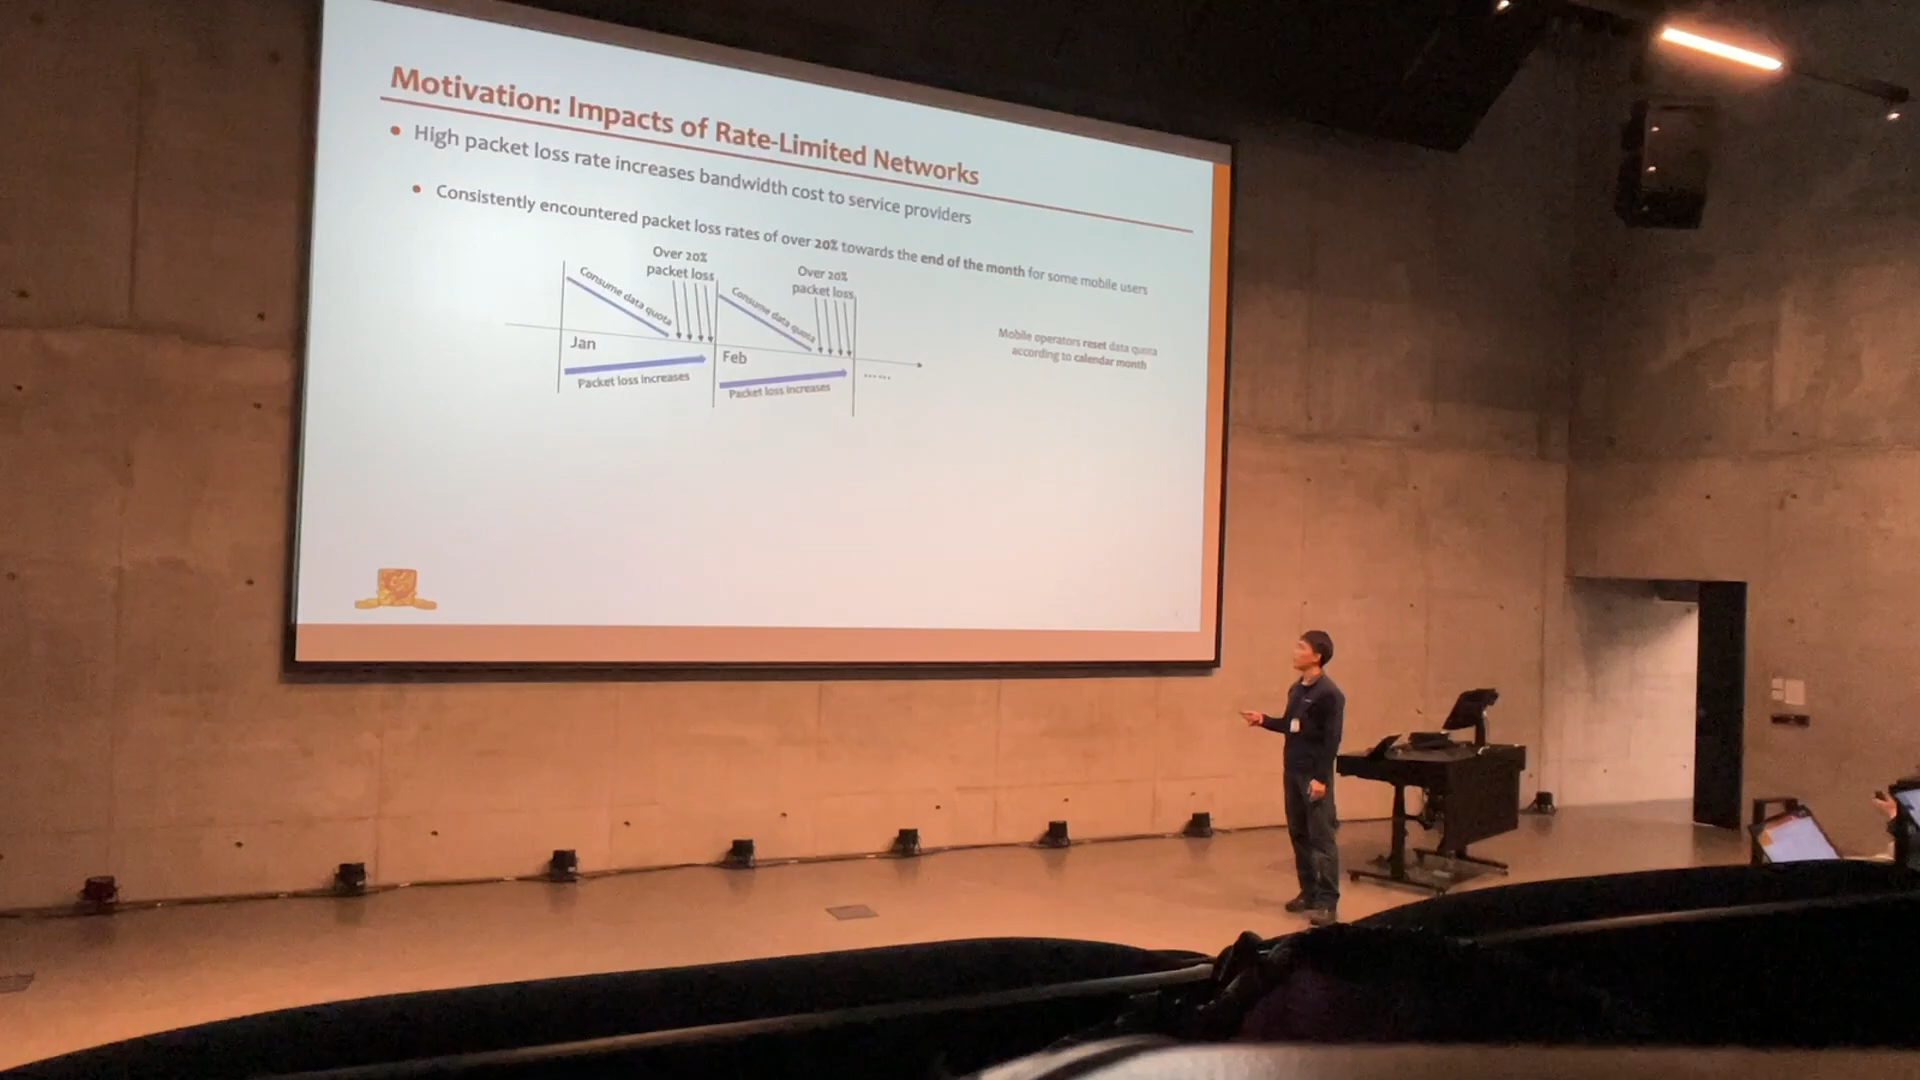 Motivation: Impacts of Rate-Limited Networks
• High packet loss rate increases bandwidth cost to service providers
• Consistently encountered packet loss rates of over 20% towards the end of the month for some mobile users
Over 20%
packet loss
Over 20%
packet loss
Consume data quota
Consume data quota
Mobile operators reset data quota
according to calendar month
Jan
Feb
Packet loss increases
Packet loss increases
......